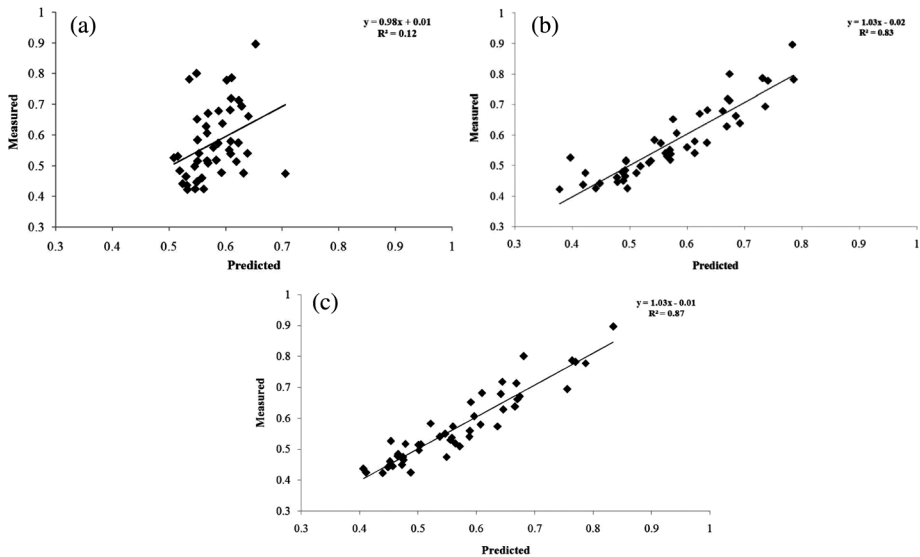 (a)
y = 0.98x + 0.01
R² = 0.12
1
0.9
0.8
0.7
0.6
0.5
0.4
0.3
Measured
0.3 0.4 0.5 0.6 0.7 0.8 0.9 1
Predicted
(b)
y = 1.03x - 0.02
R² = 0.83
1
0.9
0.8
0.7
0.6
0.5
0.4
0.3
Measured
0.3 0.4 0.5 0.6 0.7 0.8 0.9 1
Predicted
(c)
y = 1.03x - 0.01
R² = 0.87
1
0.9
0.8
0.7
0.6
0.5
0.4
0.3
Measured
0.3 0.4 0.5 0.6 0.7 0.8 0.9 1
Predicted